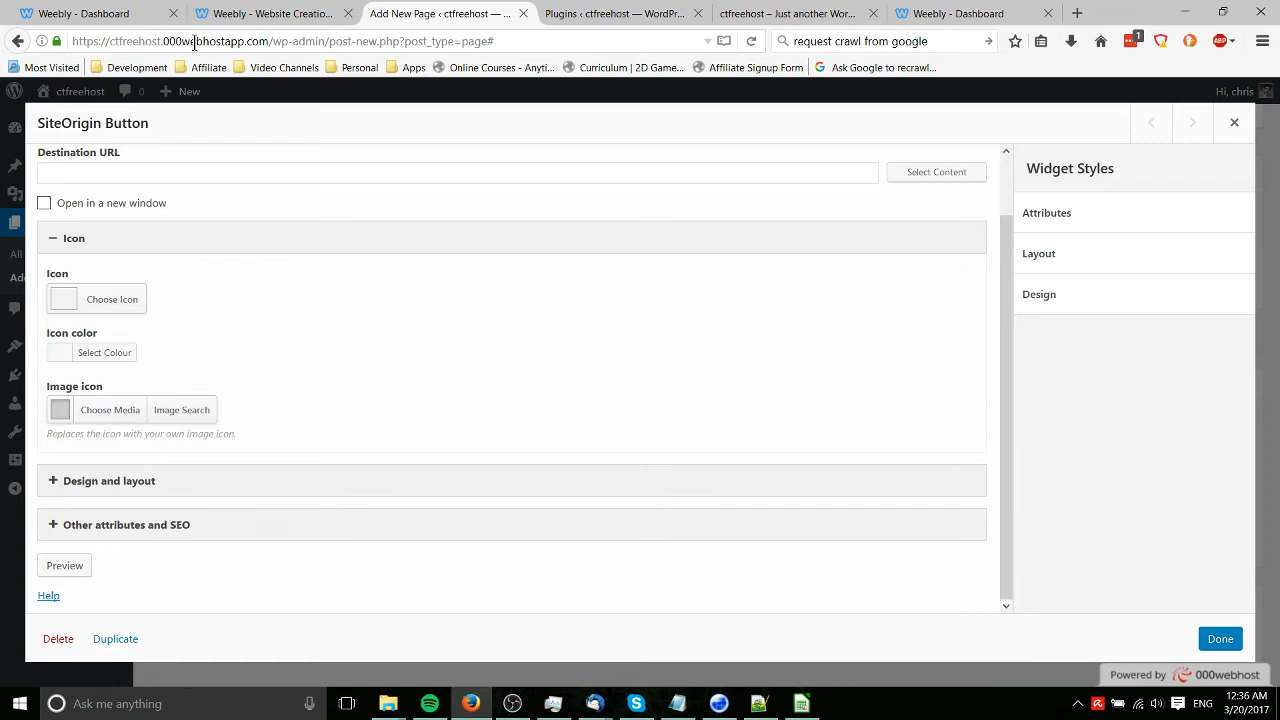 Weebly - Dashboard
Weebly - Website Creatio...
Add New Page ‹ ctfreehost — ...
Plugins ‹ ctfreehost — WordPr...
ctfreehost – Just another Wor...
Weebly - Dashboard
https://ctfreehost.000webhostapp.com/wp-admin/post-new.php?post_type=page#
request crawl from google
1
ABP
Most Visited
Development
Affiliate
Video Channels
Personal
Apps
Online Courses - Anyti...
Curriculum | 2D Game...
Affiliate Signup Form
Ask Google to recrawl...
ctfreehost
0
New
Hi, chris
SiteOrigin Button
Destination URL
Select Content
Open in a new window
Icon
Icon
Choose Icon
Icon color
Select Colour
Image icon
Choose Media
Image Search
Replaces the icon with your own image icon.
Design and layout
Other attributes and SEO
Preview
Help
Delete
Duplicate
Done
Widget Styles
Attributes
Layout
Design
All
Add
Powered by 000webhost
Ask me anything
ENG
12:36 AM
3/20/2017